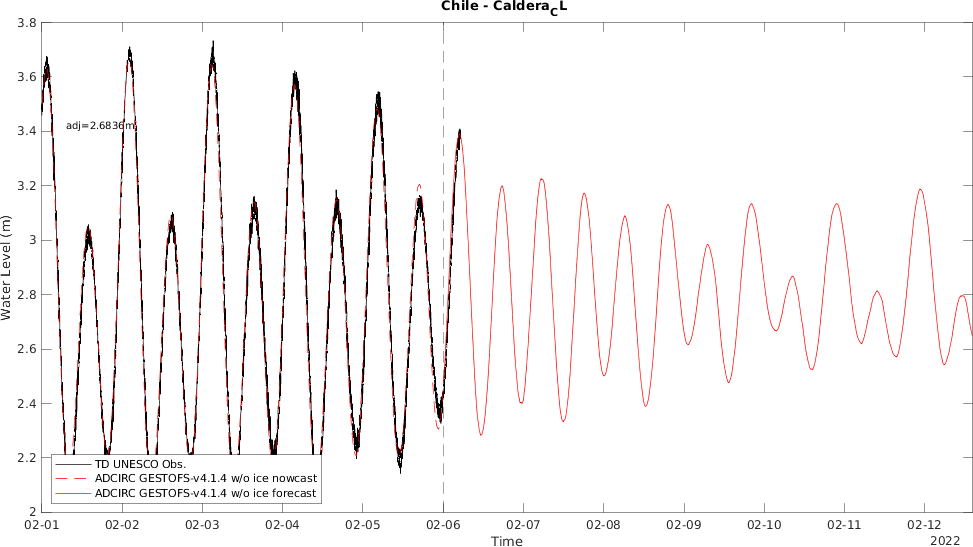 Chile - Caldera_CL
3.8
3.6
3.4
3.2
3
2.8
2.6
2.4
2.2
2
Water Level (m)
adj=2.6836m
TD UNESCO Obs.
ADCIRC GESTOFS-v4.1.4 w/o ice nowcast
ADCIRC GESTOFS-v4.1.4 w/o ice forecast
02-01 02-02 02-03 02-04 02-05 02-06 02-07 02-08 02-09 02-10 02-11 02-12
Time
2022